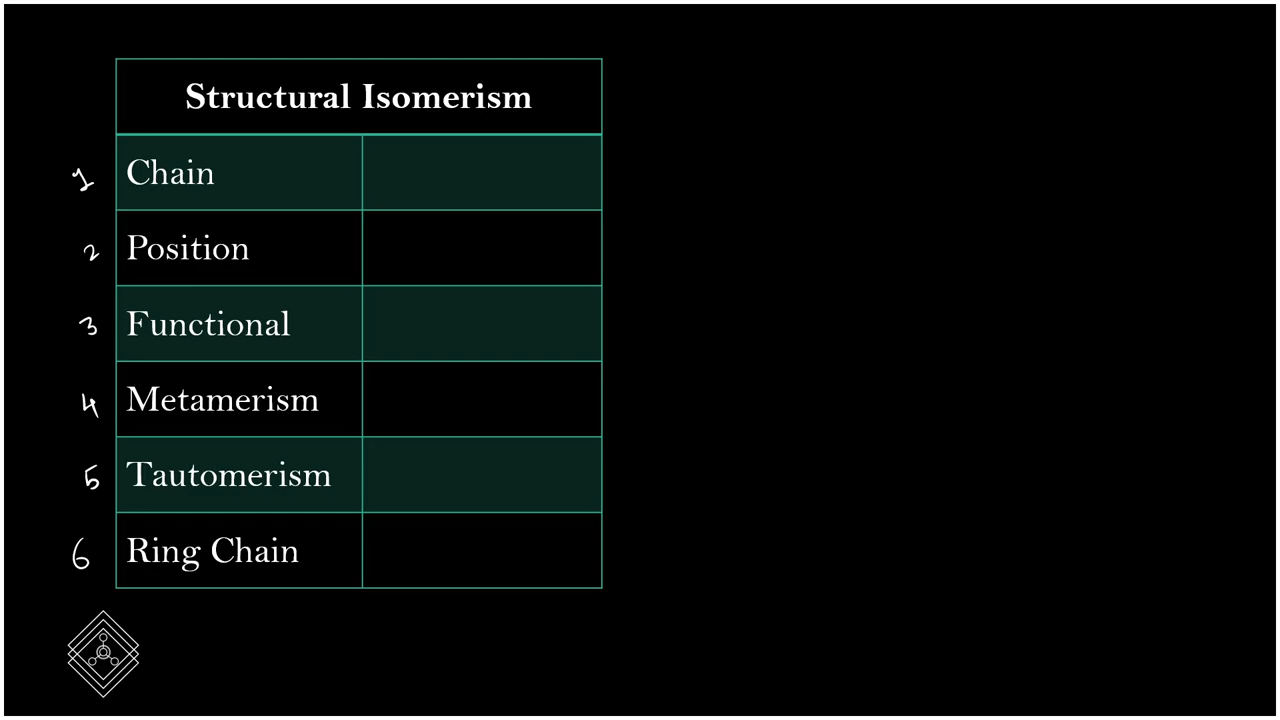 Structural Isomerism
1 Chain
2 Position
3 Functional
4 Metamerism
5 Tautomerism
6 Ring Chain